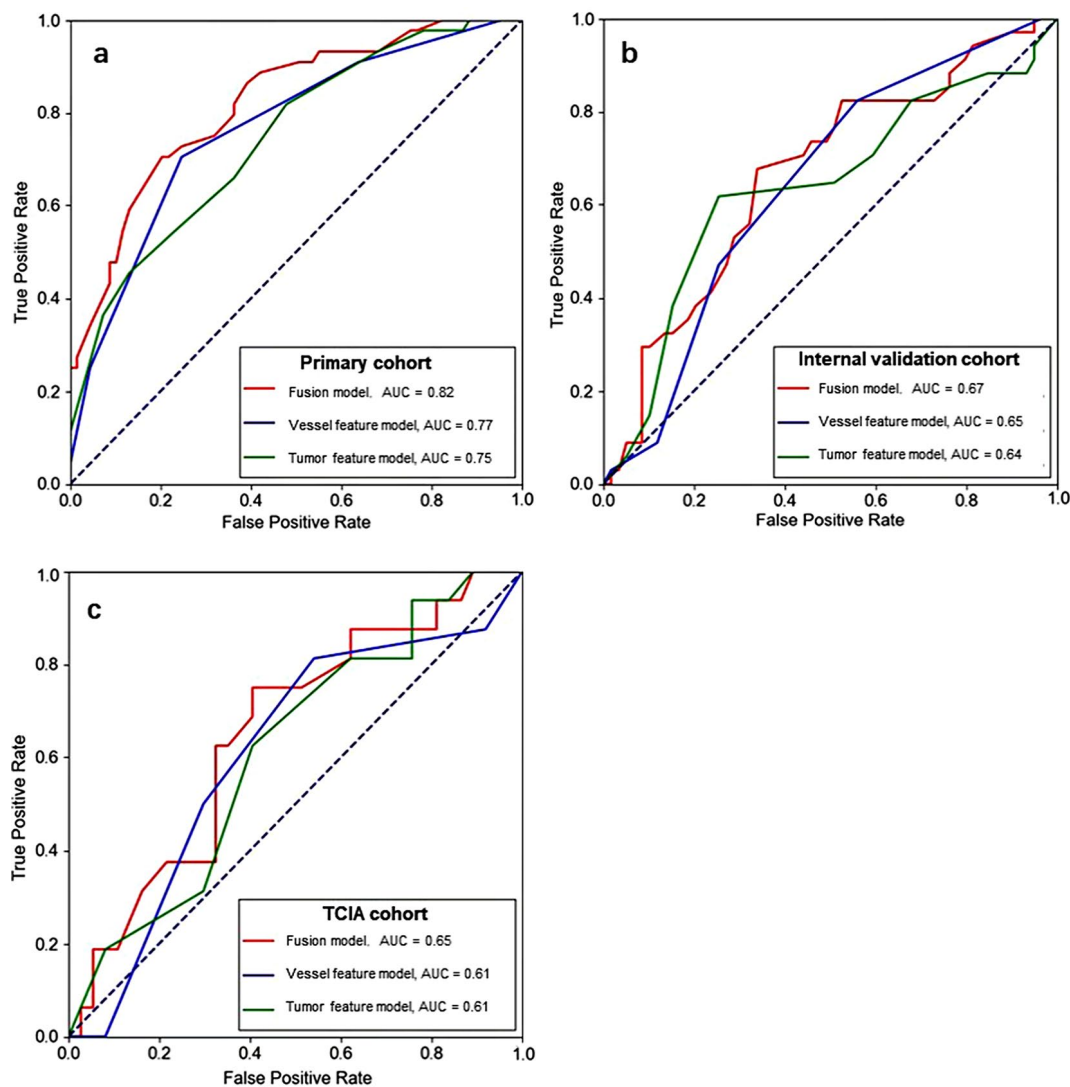 a
1.0
0.8
0.6
0.4
0.2
0.0
True Positive Rate
Primary cohort
Fusion model. AUC = 0.82
Vessel feature model, AUC = 0.77
Tumor feature model, AUC = 0.75
0.0 0.2 0.4 0.6 0.8 1.0
False Positive Rate
b
1.0
0.8
0.6
0.4
0.2
0.0
True Positive Rate
Internal validation cohort
Fusion model. AUC = 0.67
Vessel feature model, AUC = 0.65
Tumor feature model, AUC = 0.64
0.0 0.2 0.4 0.6 0.8 1.0
False Positive Rate
c
1.0
0.8
0.6
0.4
0.2
0.0
True Positive Rate
TCIA cohort
Fusion model. AUC = 0.65
Vessel feature model, AUC = 0.61
Tumor feature model, AUC = 0.61
0.0 0.2 0.4 0.6 0.8 1.0
False Positive Rate